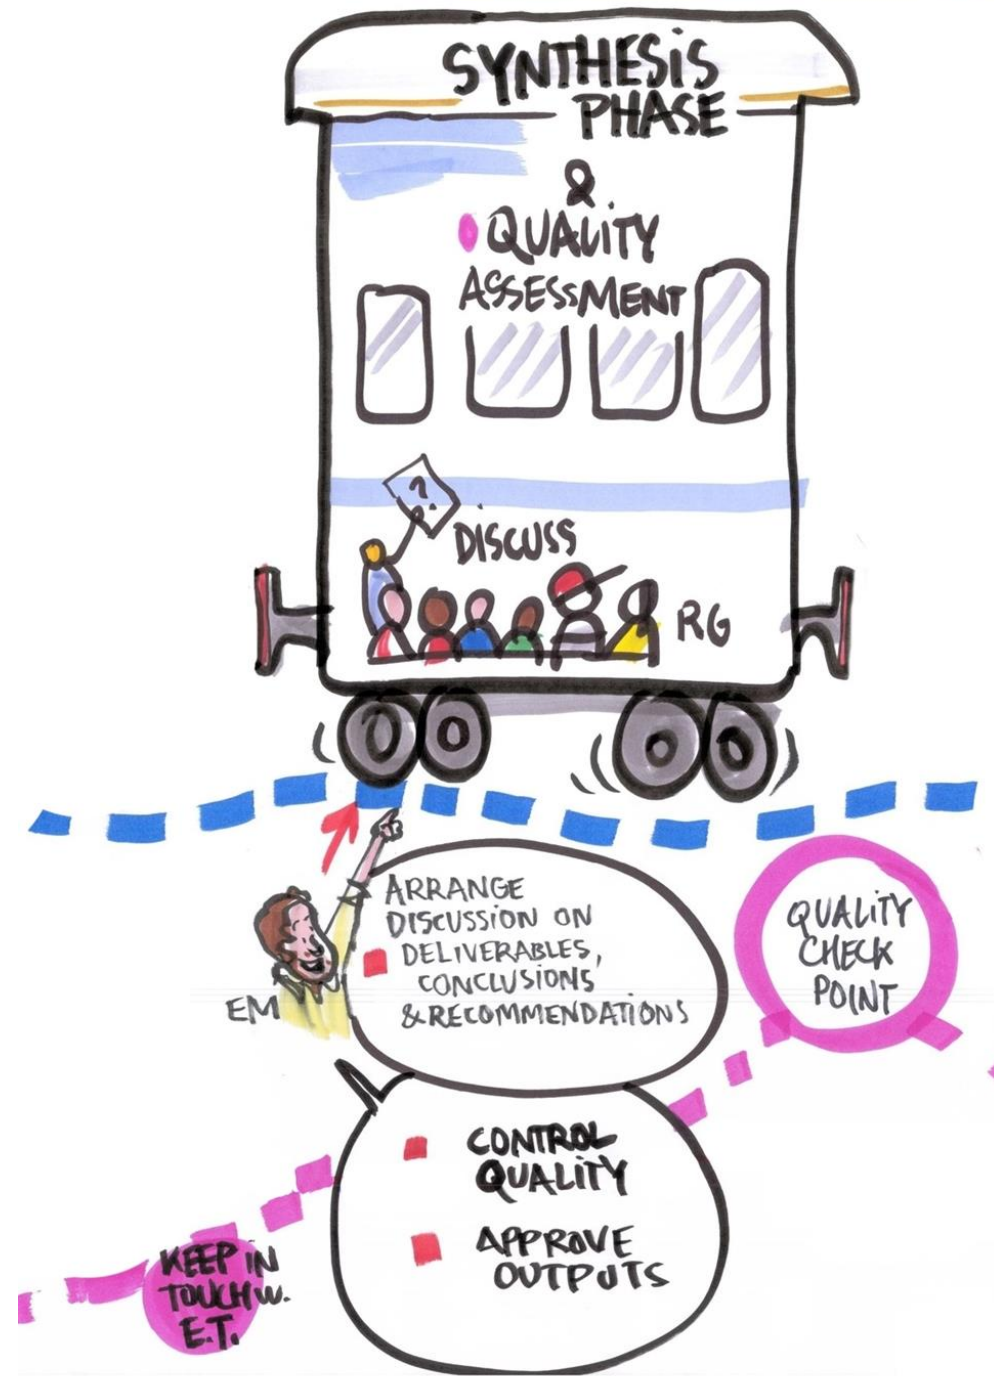 SYNTHESIS
PHASE
&
QUALITY
ASSESSMENT
?
DISCUSS
RG
ARRANGE
DISCUSSION ON
DELIVERABLES,
CONCLUSIONS
& RECOMMENDATIONS
EM
QUALITY
CHECK
POINT
CONTROL
QUALITY
APPROVE
OUTPUTS
KEEP IN
TOUCH W.
E.T.